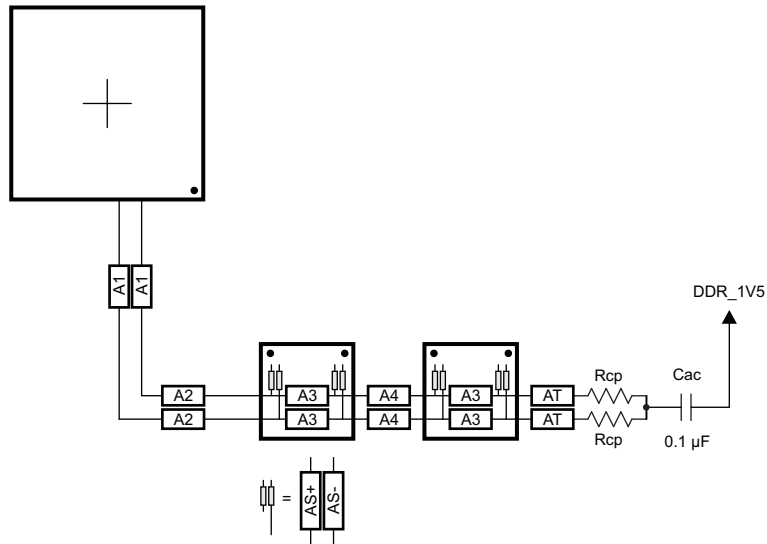 A1
A1
DDR_1V5
A2 A3 A4 A3 AT Rcp Cac
A2 A3 A4 A3 AT Rcp 0.1 µF
= AS+ AS-